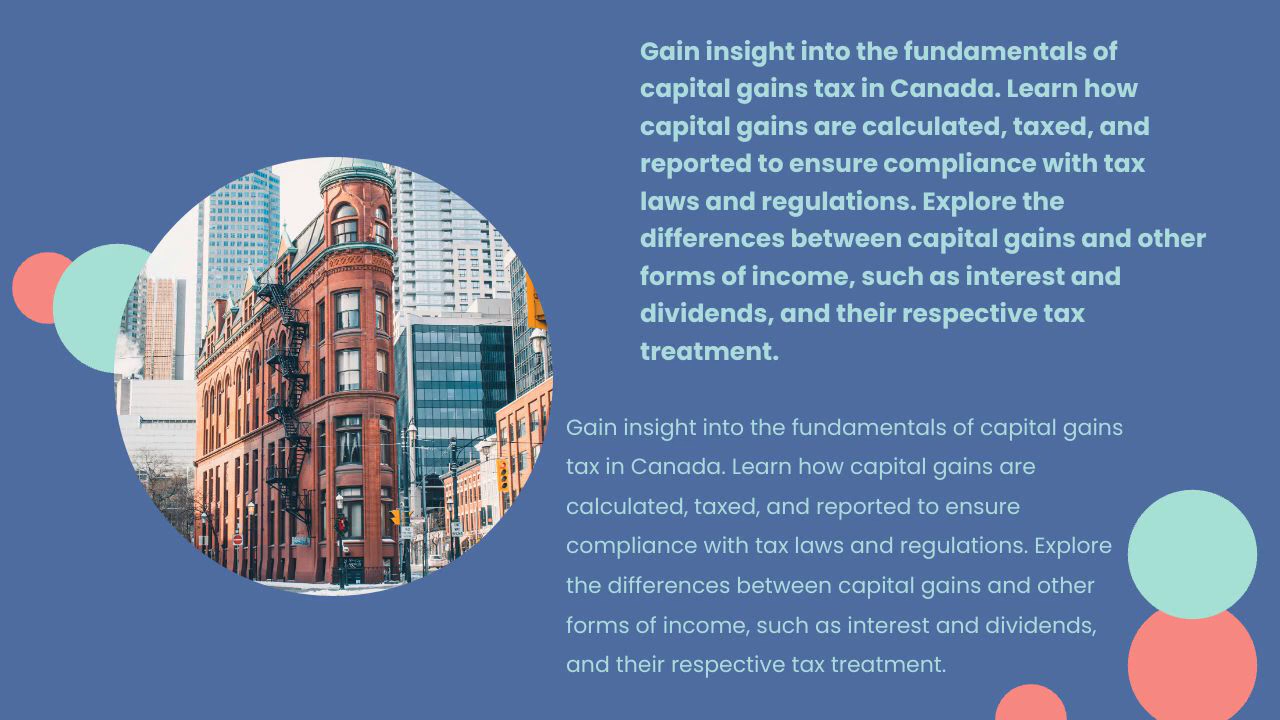 Gain insight into the fundamentals of
capital gains tax in Canada. Learn how
capital gains are calculated, taxed, and
reported to ensure compliance with tax
laws and regulations. Explore the
differences between capital gains and other
forms of income, such as interest and
dividends, and their respective tax
treatment.
Gain insight into the fundamentals of capital gains
tax in Canada. Learn how capital gains are
calculated, taxed, and reported to ensure
compliance with tax laws and regulations. Explore
the differences between capital gains and other
forms of income, such as interest and dividends,
and their respective tax treatment.